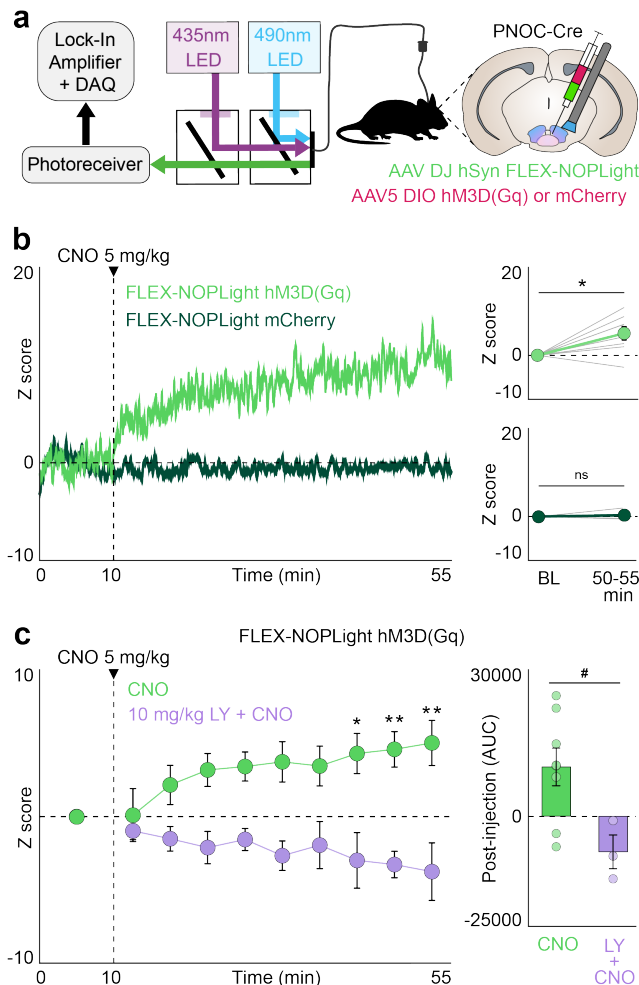 a
Lock-In
Amplifier
+ DAQ
435nm
LED
490nm
LED
PNOC-Cre
Photoreceiver
AAV DJ hSyn FLEX-NOPLight
AAV5 DIO hM3D(Gq) or mCherry
b
CNO 5 mg/kg
20
FLEX-NOPLight hM3D(Gq)
FLEX-NOPLight mCherry
Z score
0
-10
0
10
Time (min)
55
20
*
Z score
0
-10
20
ns
Z score
0
-10
BL
50-55
min
c
FLEX-NOPLight hM3D(Gq)
CNO 5 mg/kg
10
CNO
10 mg/kg LY + CNO
*
**
**
Z score
0
-10
0
10
Time (min)
55
30000
#
Post-injection (AUC)
0
-25000
CNO
LY
+
CNO